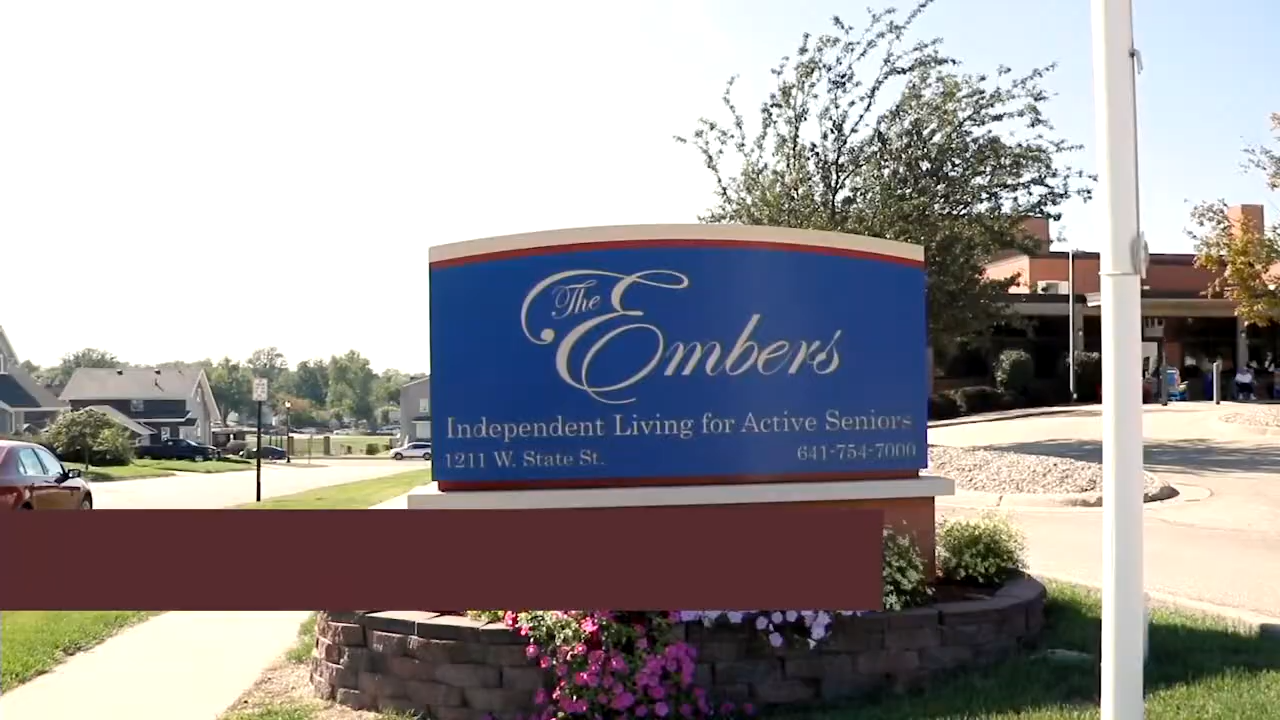 The Embers
Independent Living for Active Seniors
1211 W. State St.
641-754-7000